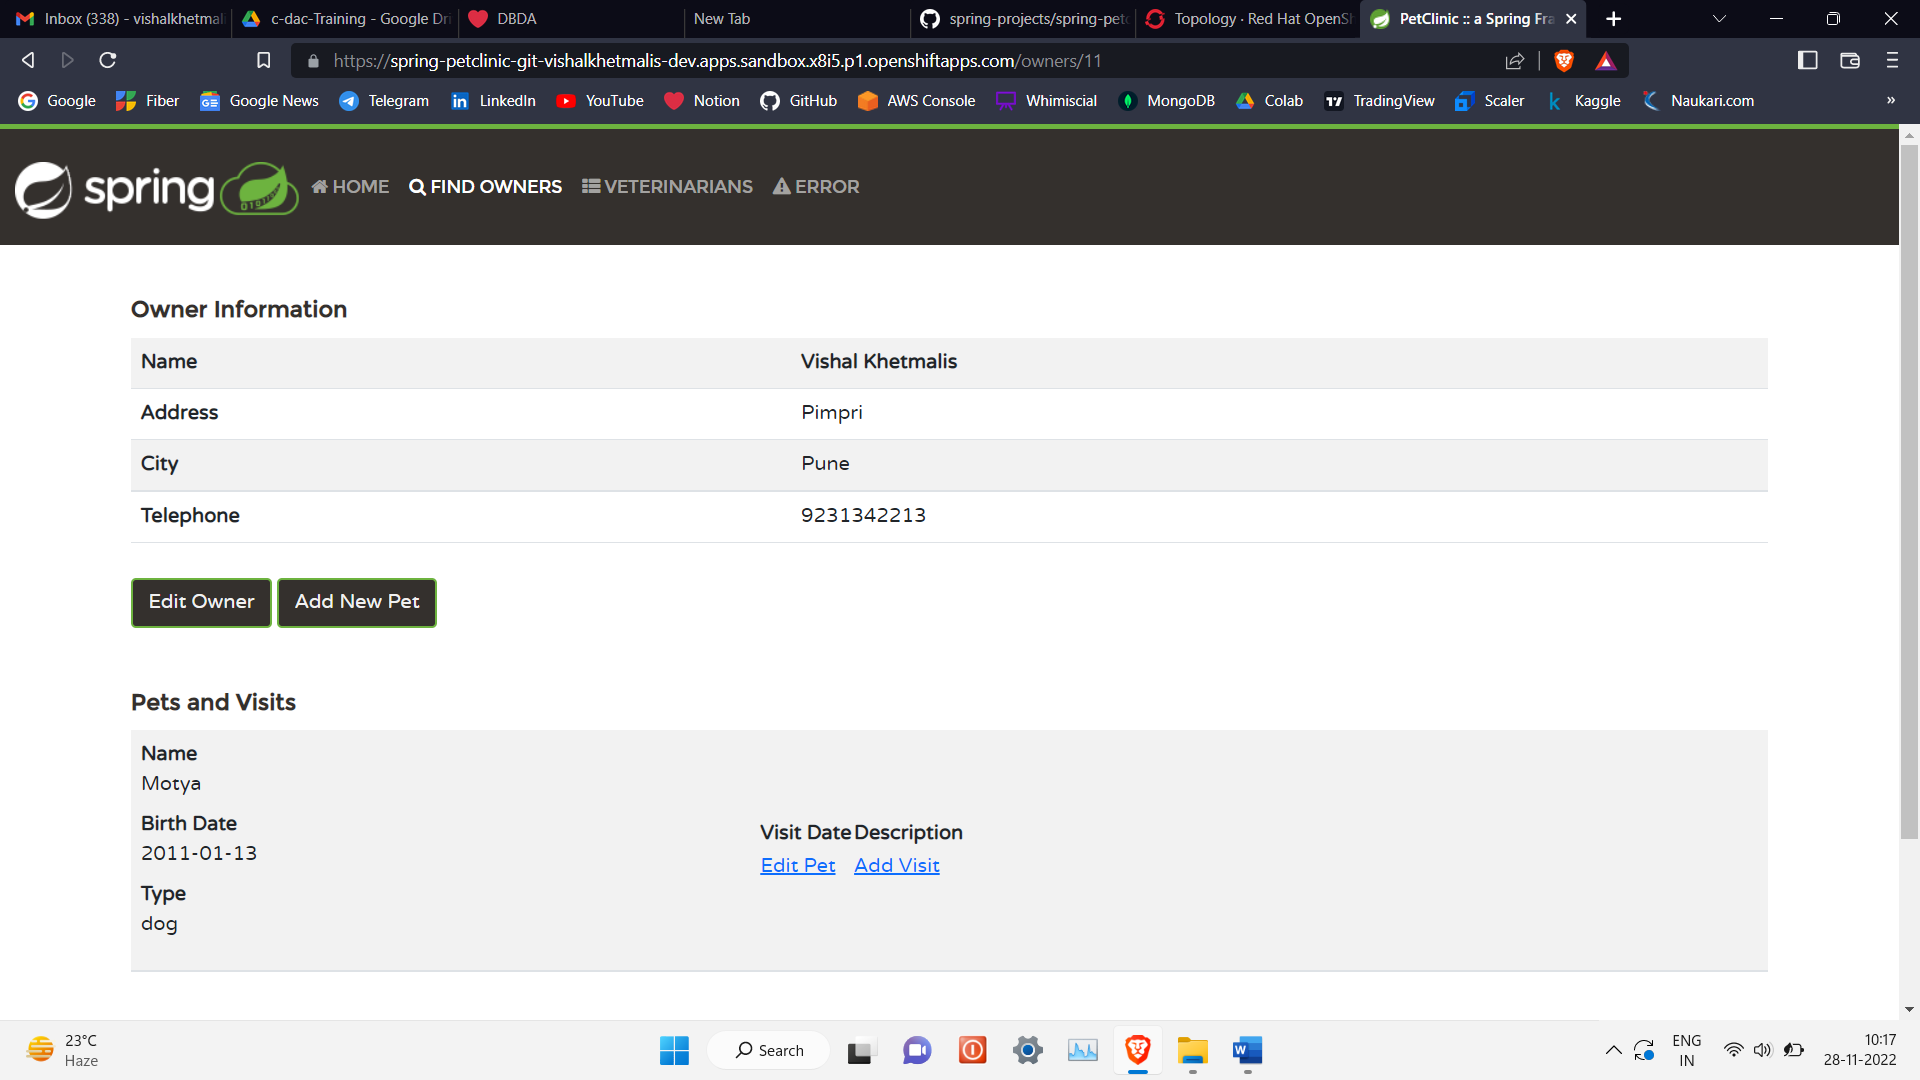 Inbox (338) - vishalkhetmali
c-dac-Training - Google Dri
DBDA
New Tab
spring-projects/spring-petc
Topology · Red Hat OpenSh
PetClinic :: a Spring Fra
https://spring-petclinic-git-vishalkhetmalis-dev.apps.sandbox.x8i5.p1.openshiftapps.com/owners/11
Google Fiber Google News Telegram LinkedIn YouTube Notion GitHub AWS Console Whimiscial MongoDB Colab TradingView Scaler Kaggle Naukari.com »
spring HOME FIND OWNERS VETERINARIANS ERROR
Owner Information
Name Vishal Khetmalis
Address Pimpri
City Pune
Telephone 9231342213
Edit Owner Add New Pet
Pets and Visits
Name
Motya
Birth Date
2011-01-13
Type
dog
Visit Date Description
Edit Pet Add Visit
23°C
Haze
Search
ENG
IN
10:17
28-11-2022